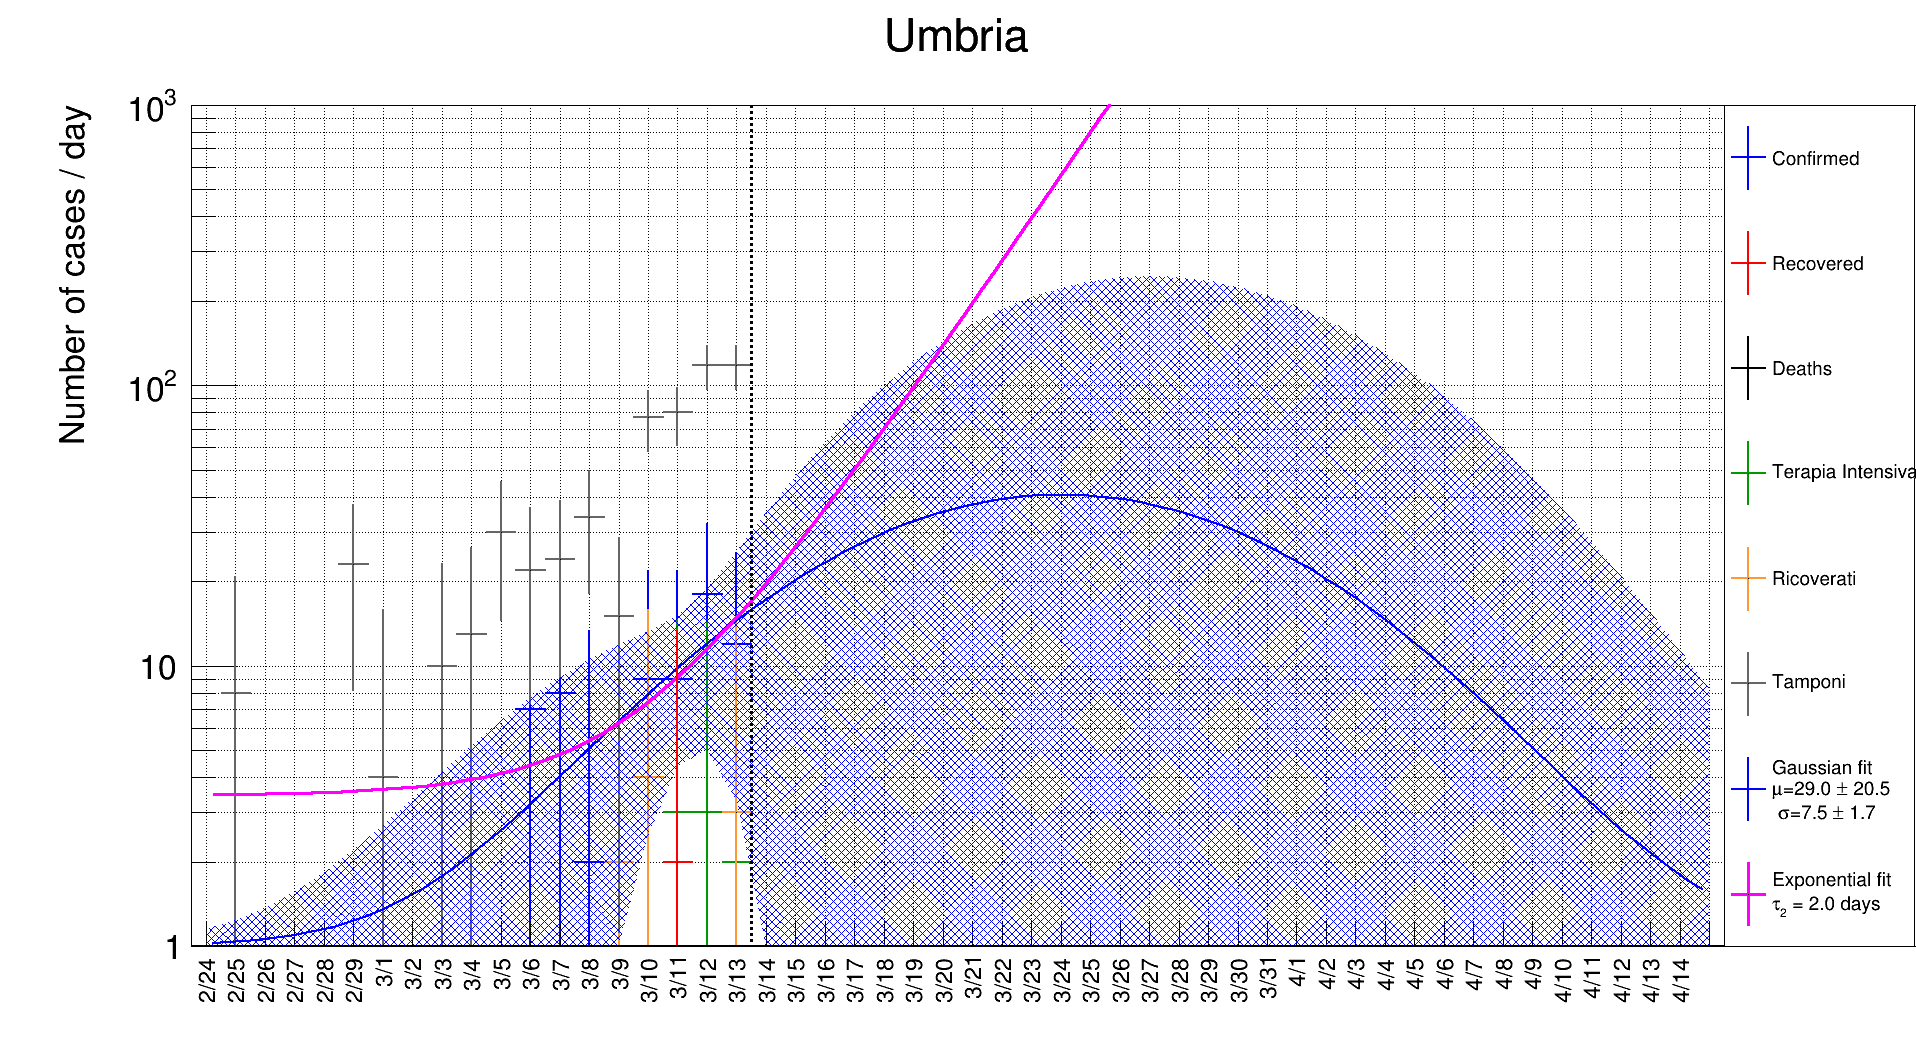 Umbria
Number of cases / day
10³
10²
10
1
2/24 2/25 2/26 2/27 2/28 2/29 3/1 3/2 3/3 3/4 3/5 3/6 3/7 3/8 3/9 3/10 3/11 3/12 3/13 3/14 3/15 3/16 3/17 3/18 3/19 3/20 3/21 3/22 3/23 3/24 3/25 3/26 3/27 3/28 3/29 3/30 3/31 4/1 4/2 4/3 4/4 4/5 4/6 4/7 4/8 4/9 4/10 4/11 4/12 4/13 4/14
Confirmed
Recovered
Deaths
Terapia Intensiva
Ricoverati
Tamponi
Gaussian fit
μ=29.0 ± 20.5
σ=7.5 ± 1.7
Exponential fit
τ₂ = 2.0 days